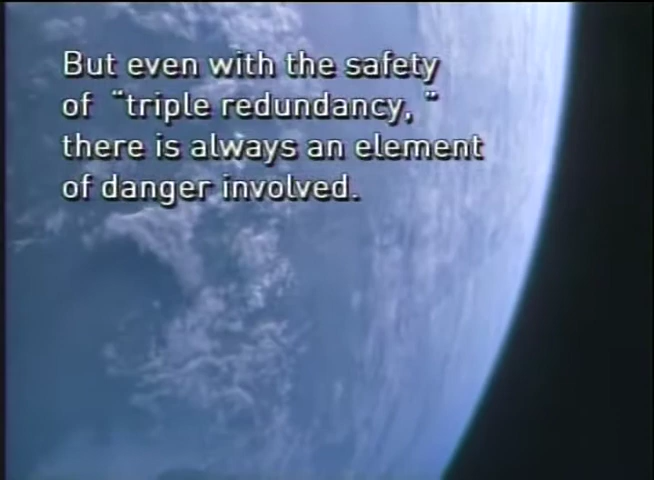 But even with the safety
of "triple redundancy, "
there is always an element
of danger involved.